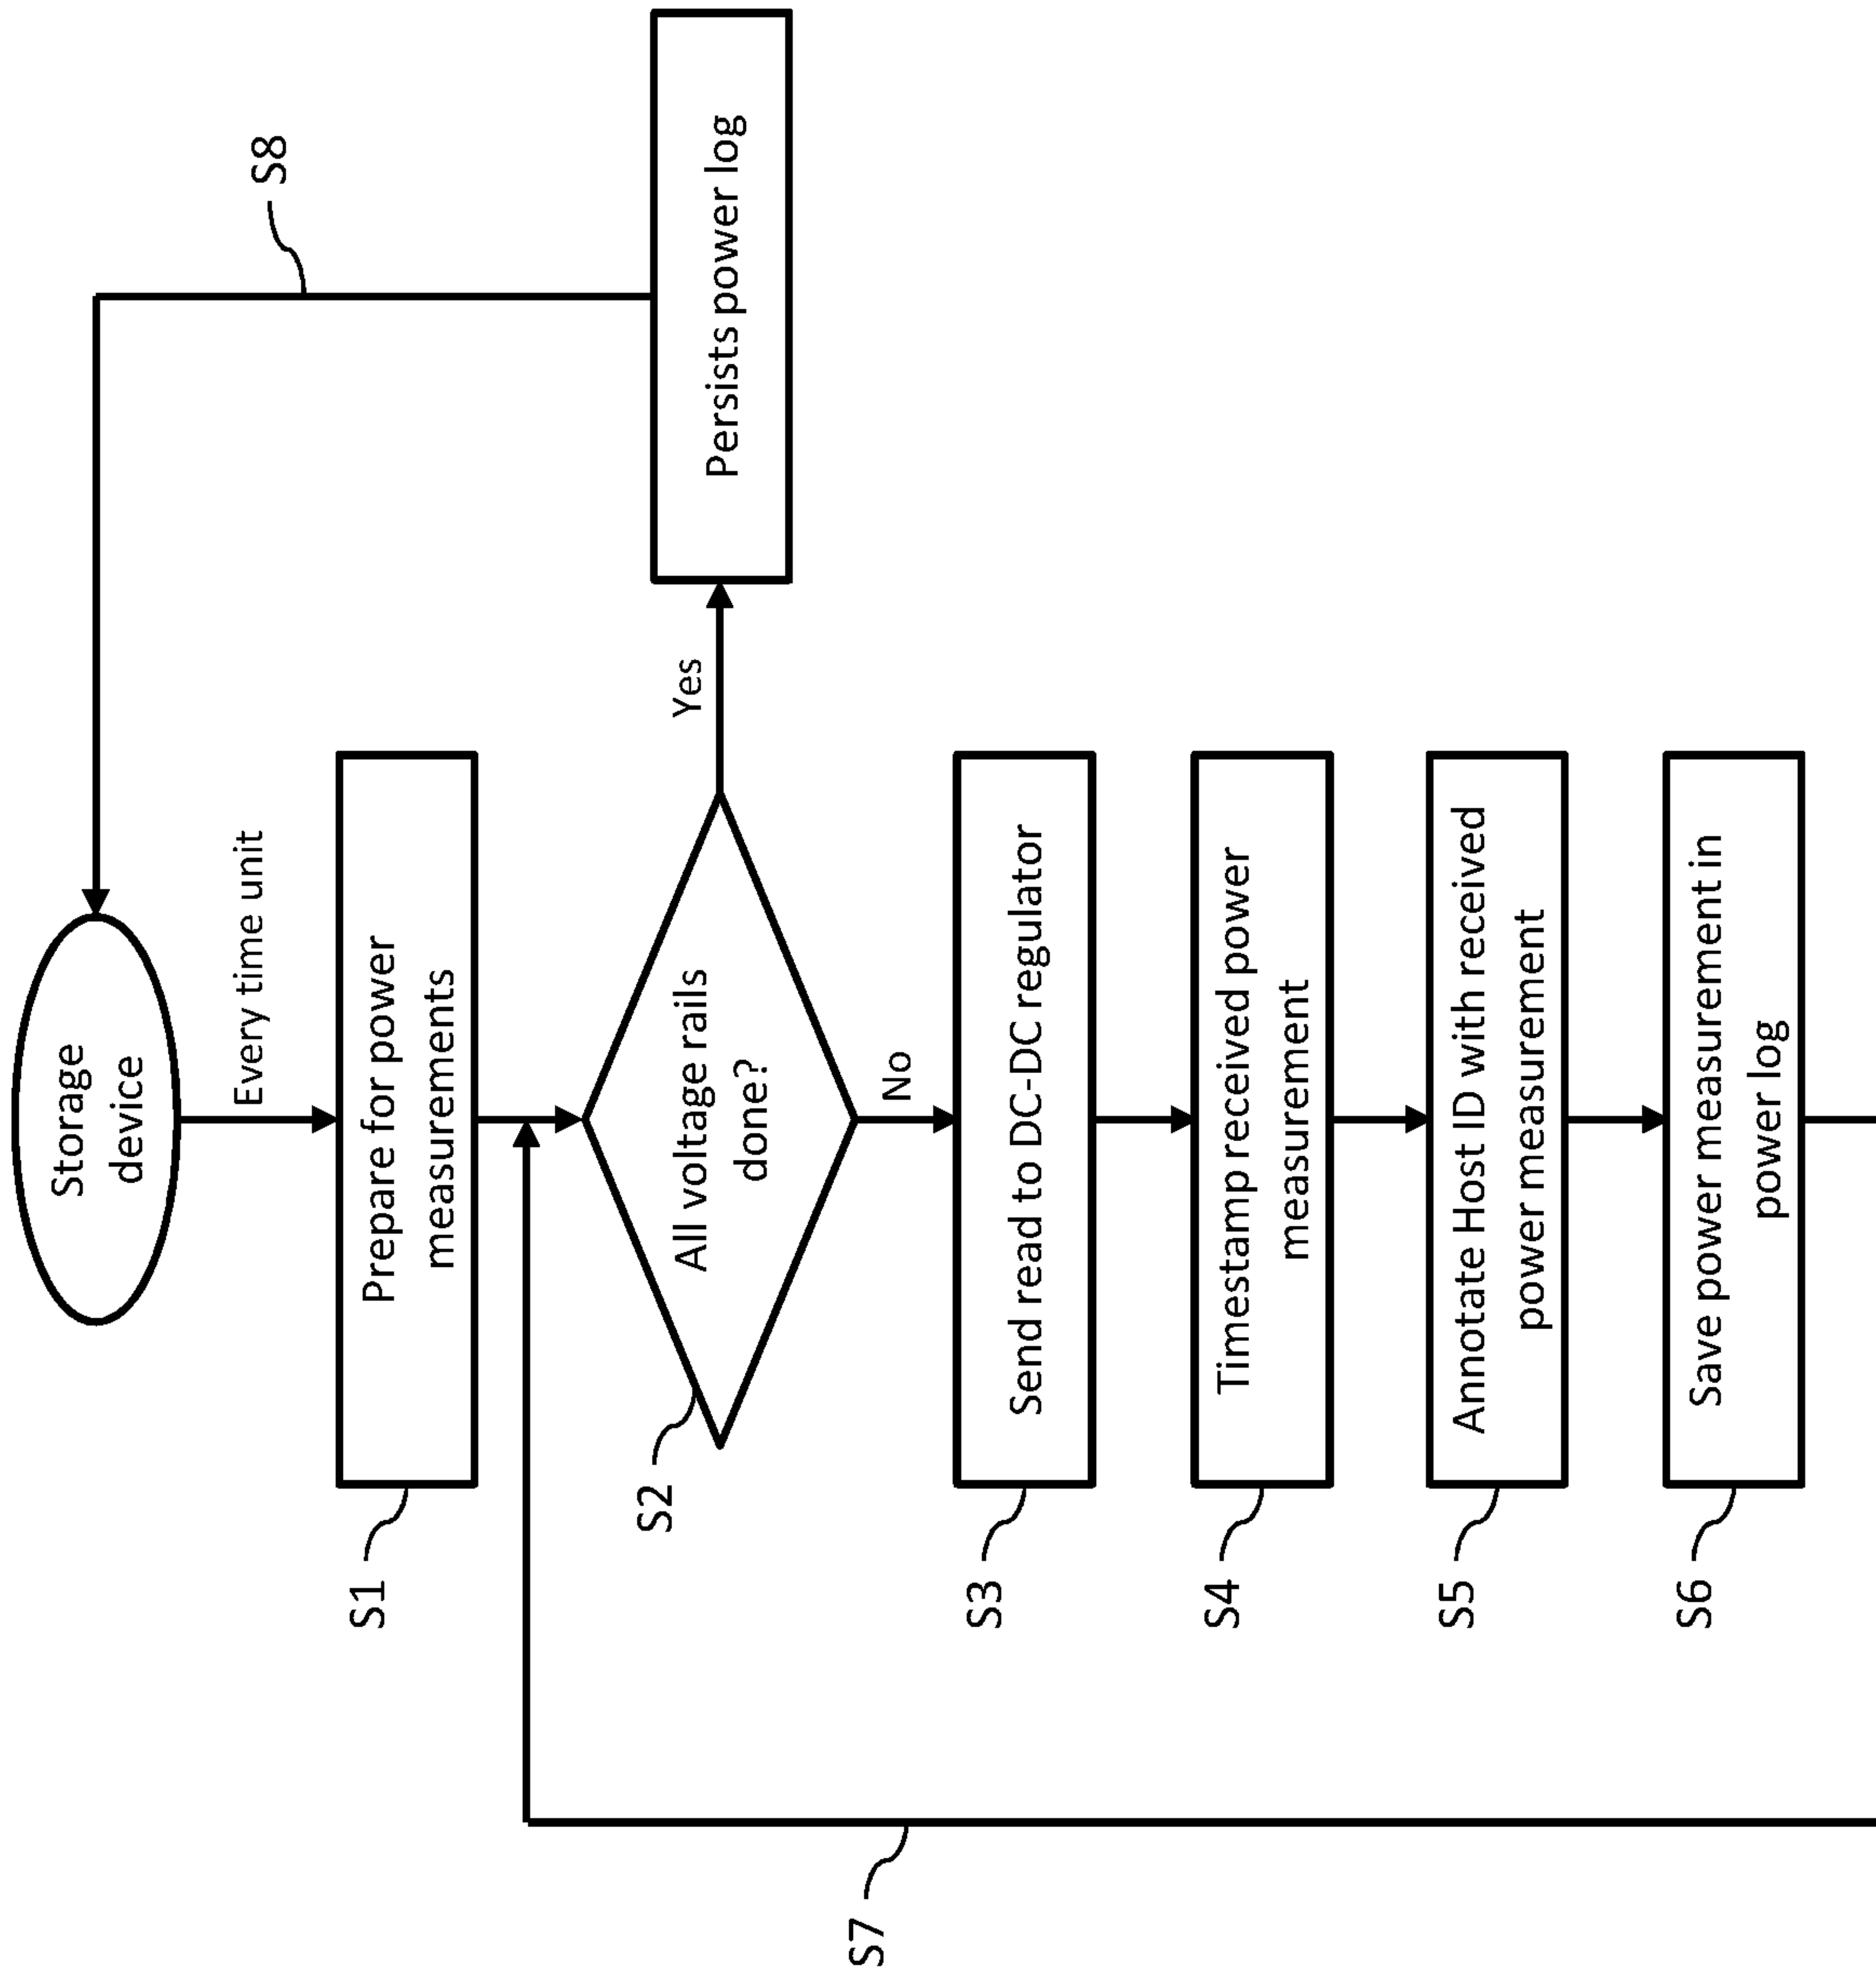 Storage
device
Every time unit
S1
Prepare for power
measurements
S2
All voltage rails
done?
Yes
Persists power log
S8
No
S3
Send read to DC-DC regulator
S4
Timestamp received power
measurement
S5
Annotate Host ID with received
power measurement
S6
Save power measurement in
power log
S7